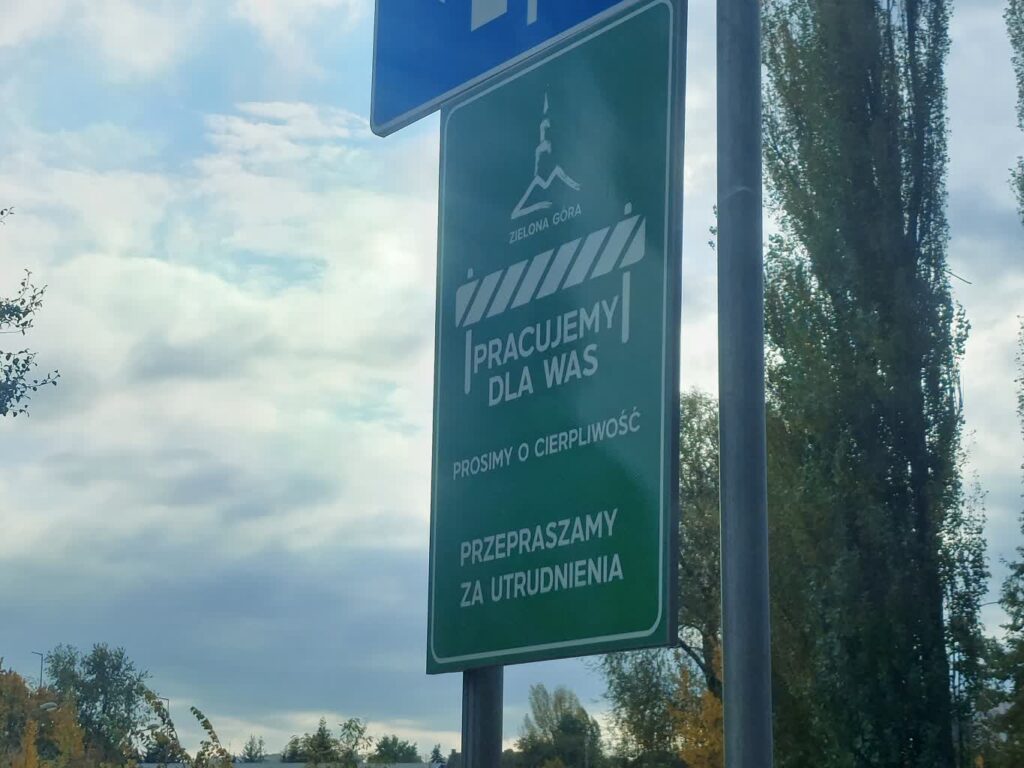 ZIELONA GÓRA
PRACUJEMY
DLA WAS
PROSIMY O CIERPLIWOŚĆ
PRZEPRASZAMY
ZA UTRUDNIENIA